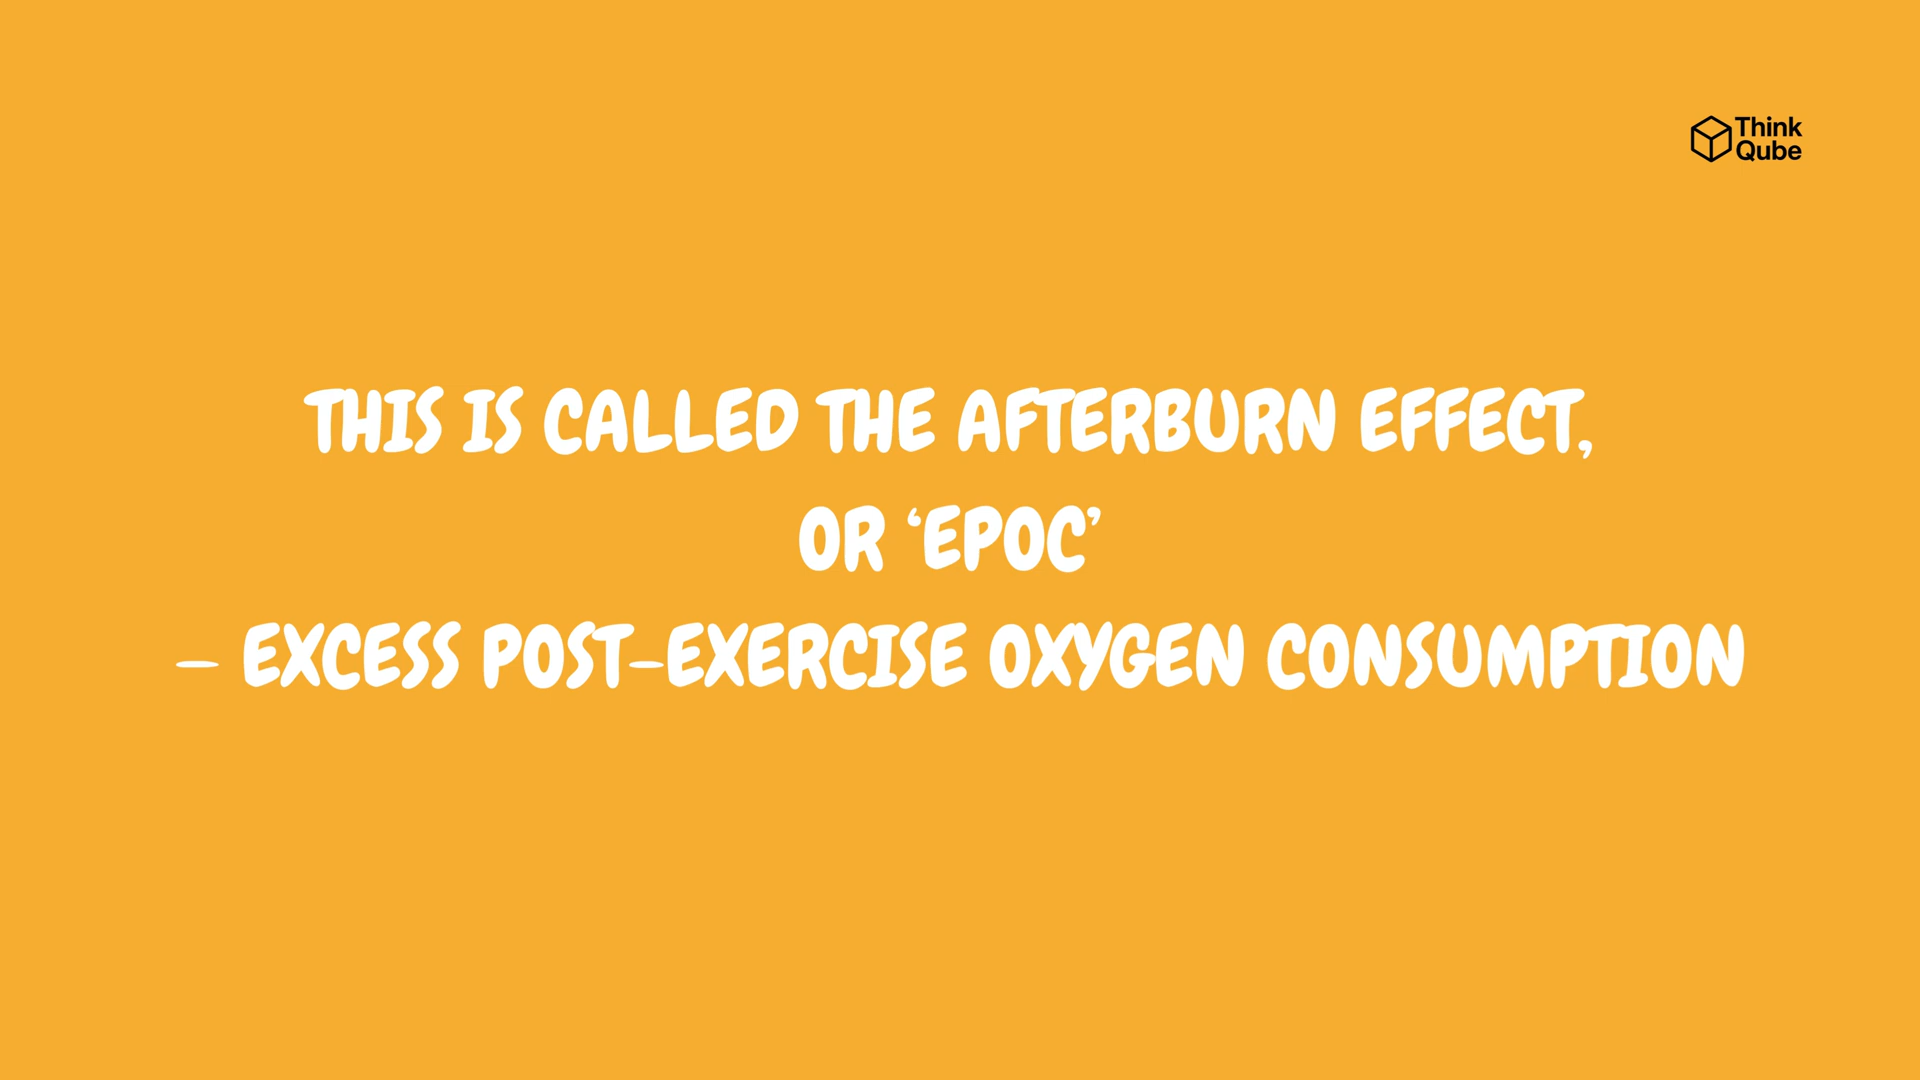 Think
Qube
THIS IS CALLED THE AFTERBURN EFFECT,
OR ‘EPOC’
– EXCESS POST-EXERCISE OXYGEN CONSUMPTION